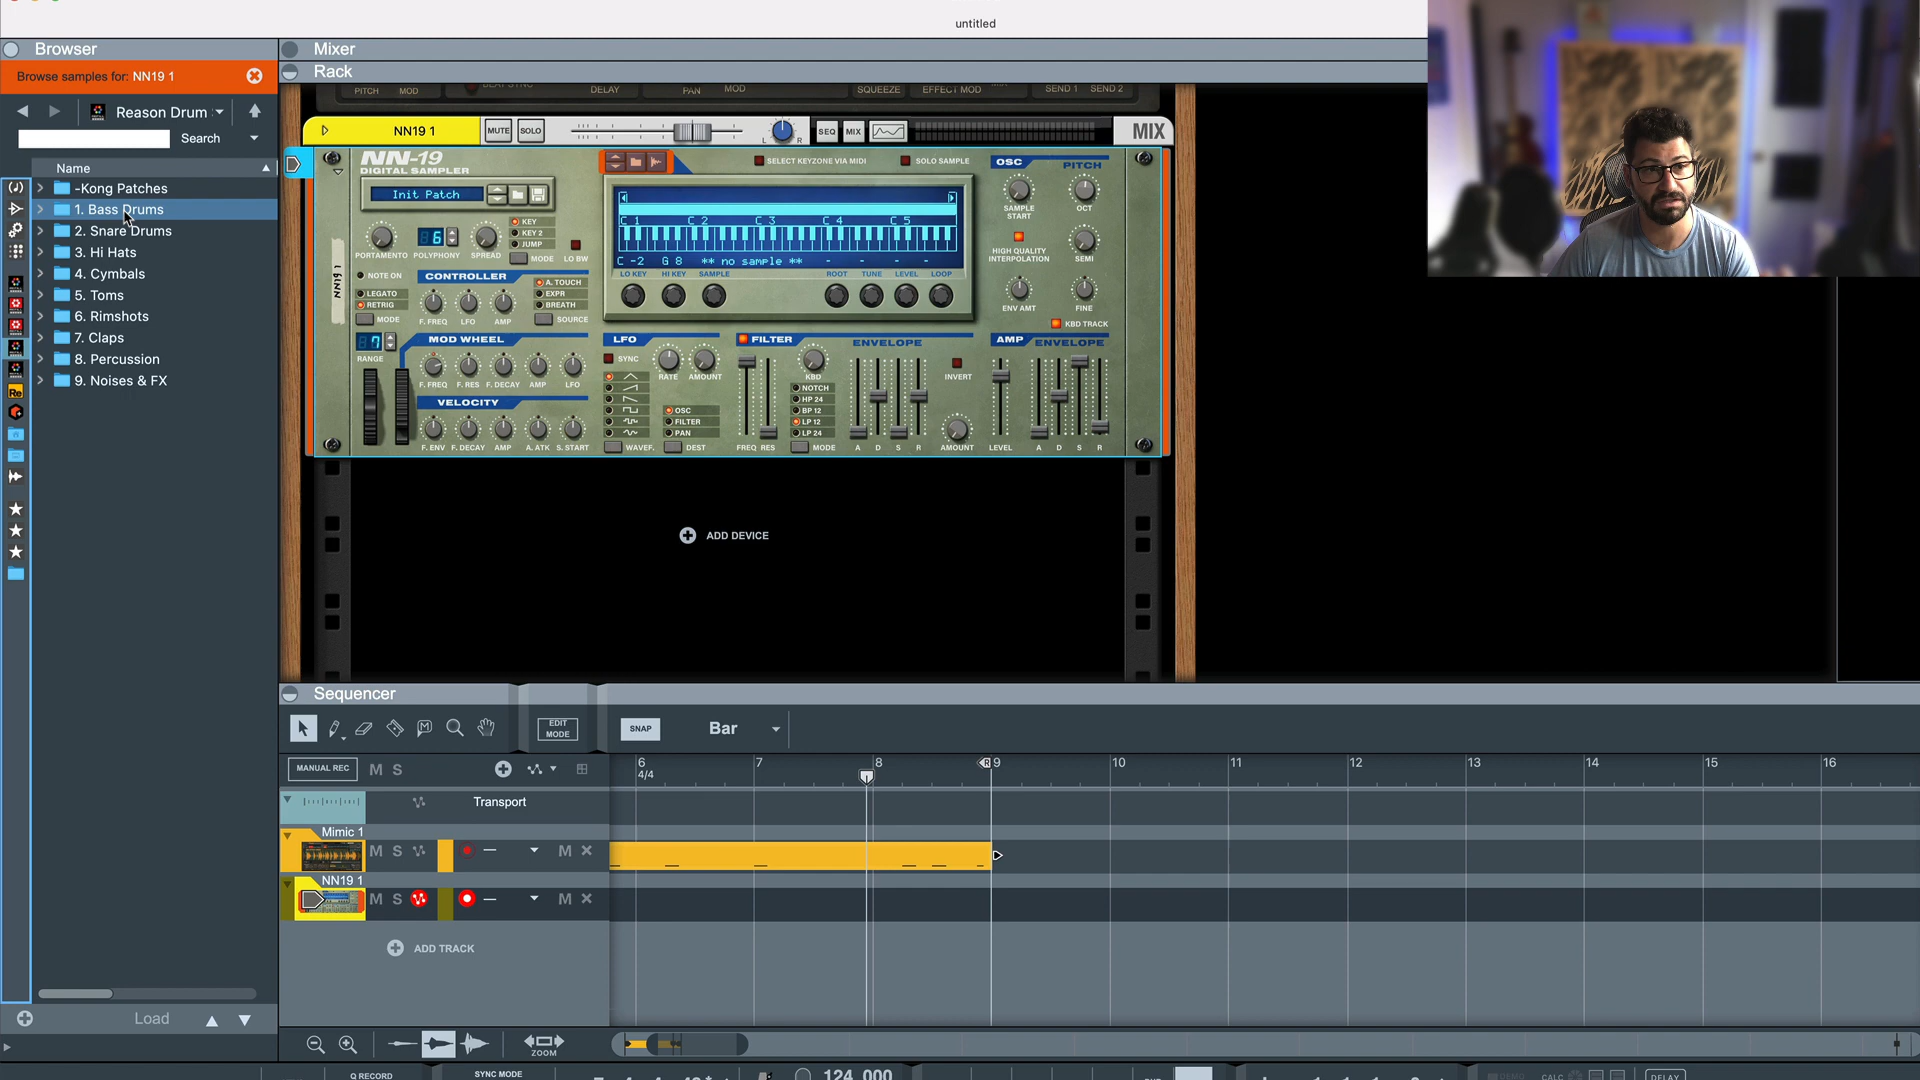 untitled
Browser
Browse samples for: NN19 1
Reason Drum
Search
Name
-Kong Patches
1. Bass Drums
2. Snare Drums
3. Hi Hats
4. Cymbals
5. Toms
6. Rimshots
7. Claps
8. Percussion
9. Noises & FX
Re
Load
Mixer
Rack
PITCH MOD DELAY PAN MOD SQUEEZE EFFECT MOD SEND 1 SEND 2
NN19 1 MUTE SOLO L R SEQ MIX MIX
NN-19
DIGITAL SAMPLER
SELECT KEYZONE VIA MIDI SOLO SAMPLE
OSC PITCH
Init Patch
SAMPLE START OCT
C 1 C 2 C 3 C 4 C 5
KEY
KEY 2
JUMP
6
PORTAMENTO POLYPHONY SPREAD MODE LO BW
HIGH QUALITY INTERPOLATION SEMI
C -2 G 8 ** no sample ** - - - -
LO KEY HI KEY SAMPLE ROOT TUNE LEVEL LOOP
NN19 1
NOTE ON CONTROLLER
A. TOUCH
LEGATO EXPR
RETRIG BREATH
MODE F. FREQ LFO AMP SOURCE
ENV AMT FINE
KBD TRACK
7
RANGE
MOD WHEEL
F. FREQ F. RES F. DECAY AMP LFO
VELOCITY
F. ENV F. DECAY AMP A. ATK S. START
LFO
SYNC RATE AMOUNT
OSC
FILTER
PAN
WAVEF. DEST
FILTER ENVELOPE
KBD INVERT
NOTCH
HP 24
BP 12
LP 12
LP 24
FREQ RES MODE A D S R AMOUNT
AMP ENVELOPE
LEVEL A D S R
ADD DEVICE
Sequencer
EDIT MODE
SNAP
Bar
MANUAL REC M S
6 7 8 9 10 11 12 13 14 15 16
4/4
R
Transport
Mimic 1
M S M
NN19 1
M S M
ADD TRACK
ZOOM
Q RECORD
SYNC MODE
124.000
CALC
DELAY